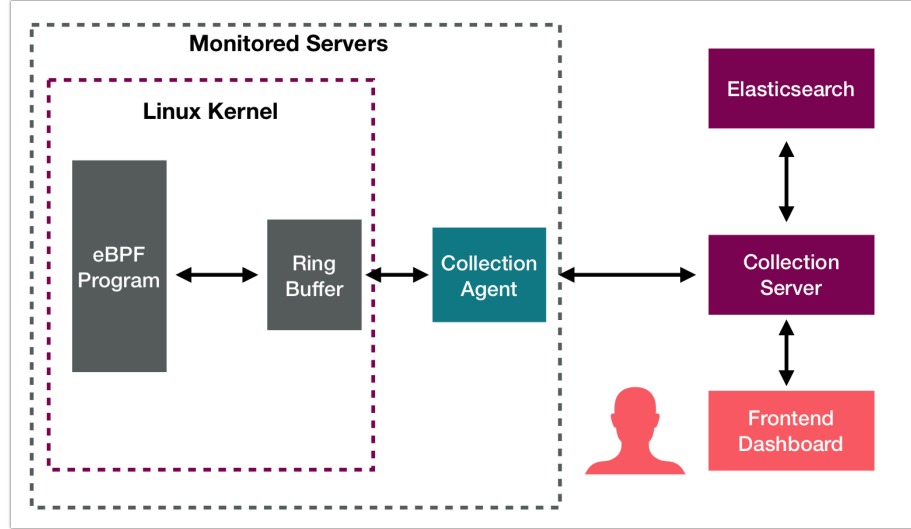 Monitored Servers
Linux Kernel
eBPF
Program
Ring
Buffer
Collection
Agent
Elasticsearch
Collection
Server
Frontend
Dashboard